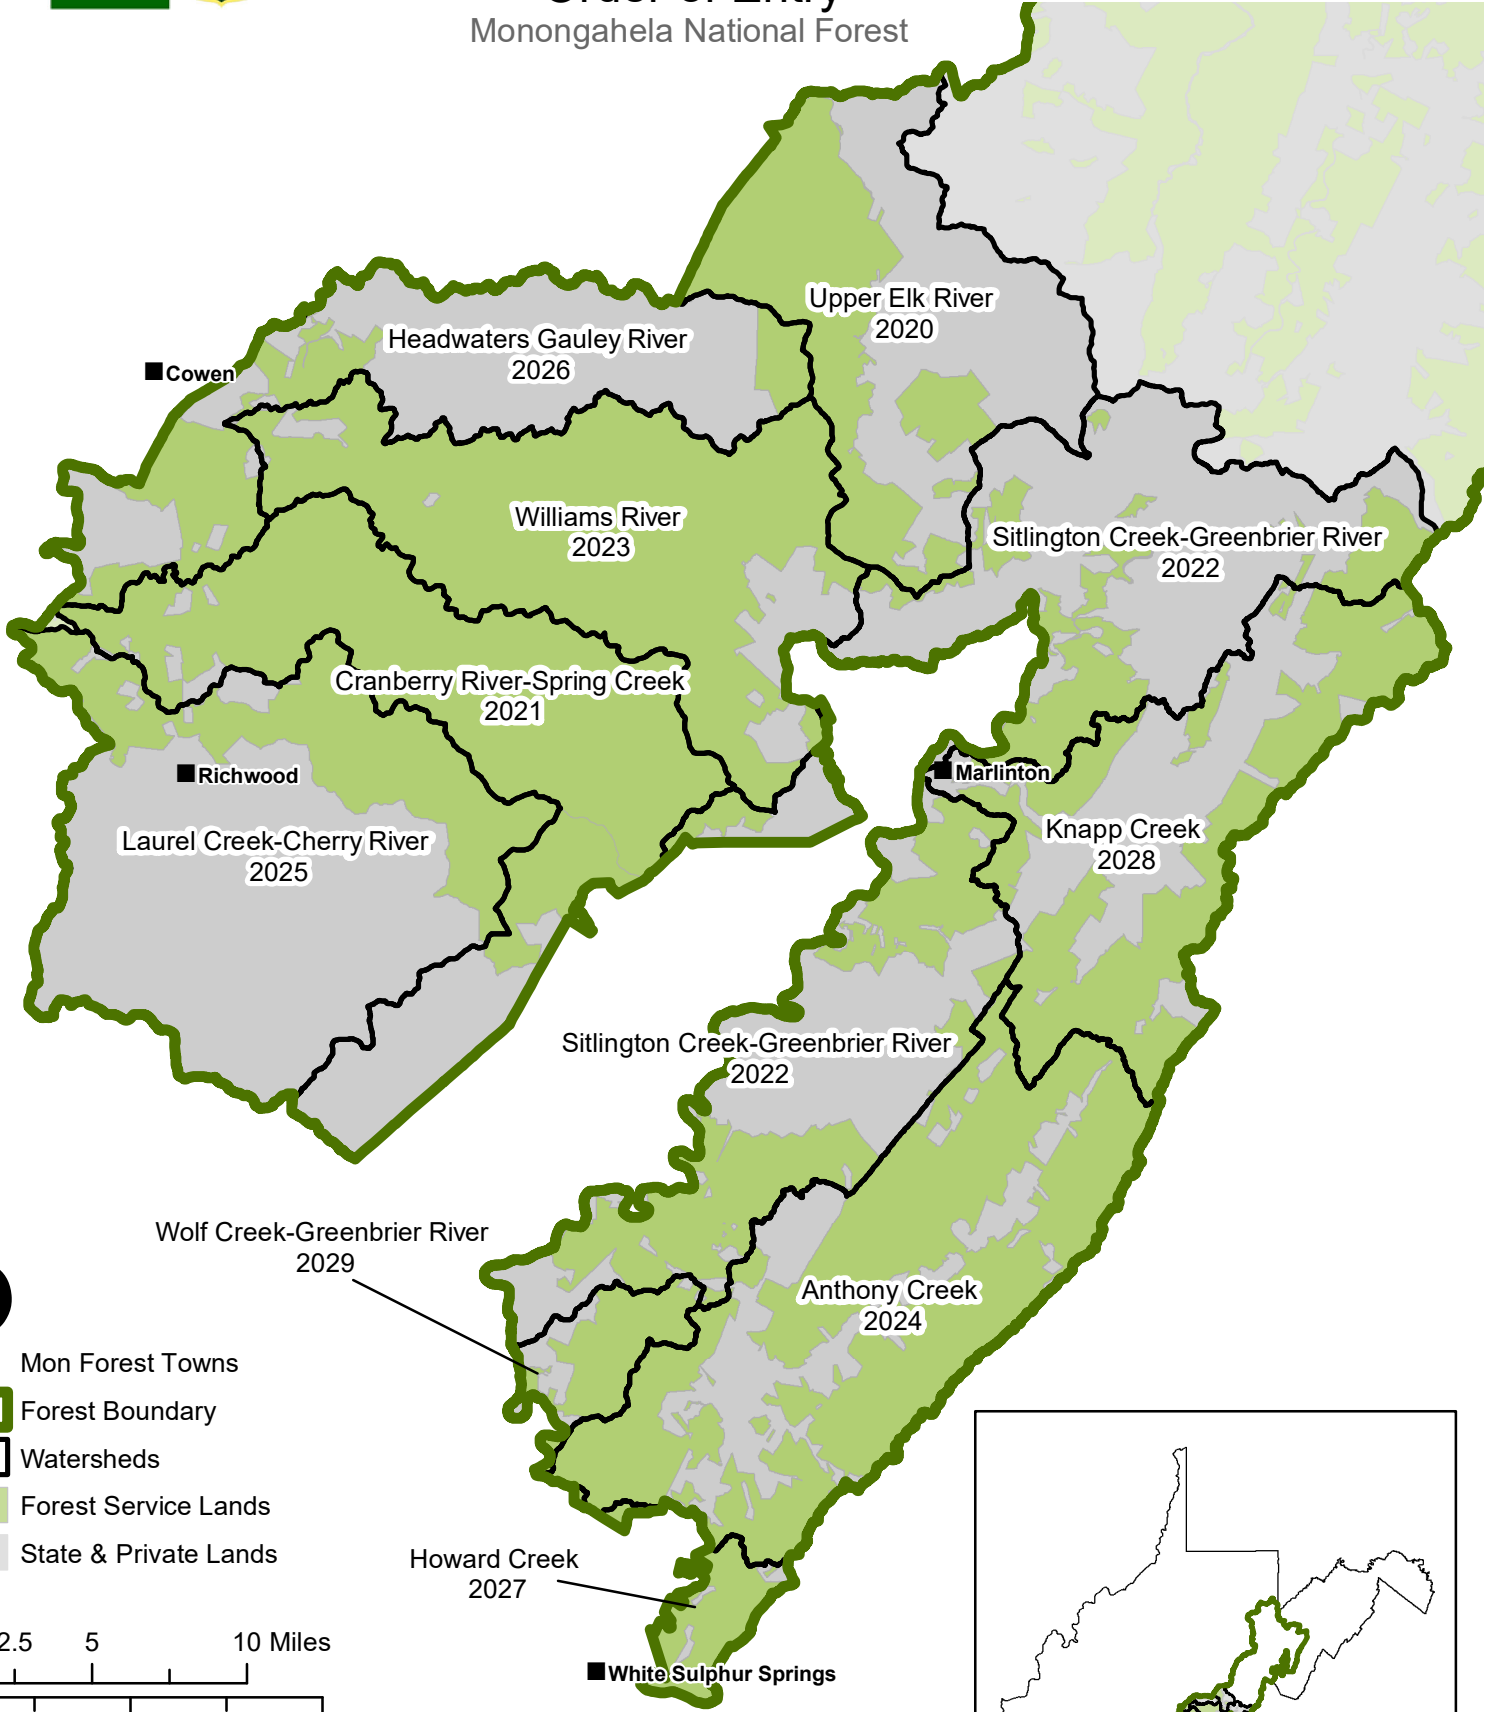 Order of Entry
Monongahela National Forest
Upper Elk River
2020
Headwaters Gauley River
2026
Cowen
Williams River
2023
Sitlington Creek-Greenbrier River
2022
Cranberry River-Spring Creek
2021
Richwood
Marlinton
Laurel Creek-Cherry River
2025
Knapp Creek
2028
Sitlington Creek-Greenbrier River
2022
Wolf Creek-Greenbrier River
2029
Anthony Creek
2024
Mon Forest Towns
Forest Boundary
Watersheds
Forest Service Lands
State & Private Lands
Howard Creek
2027
2.5 5 10 Miles
White Sulphur Springs